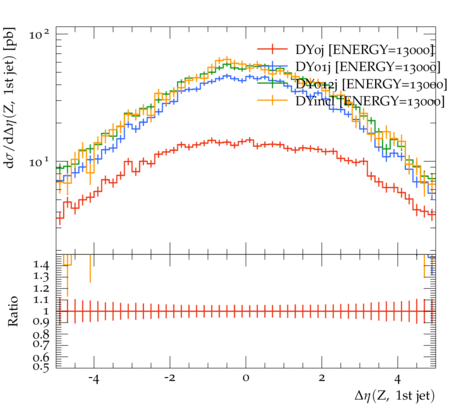 dσ/dΔη(Z, 1st jet) [pb]
10²
10¹
DY0j [ENERGY=13000]
DY01j [ENERGY=13000]
DY012j [ENERGY=13000]
DYincl [ENERGY=13000]
Ratio
1.4
1.3
1.2
1.1
1
0.9
0.8
0.7
0.6
0.5
-4 -2 0 2 4
Δη(Z, 1st jet)